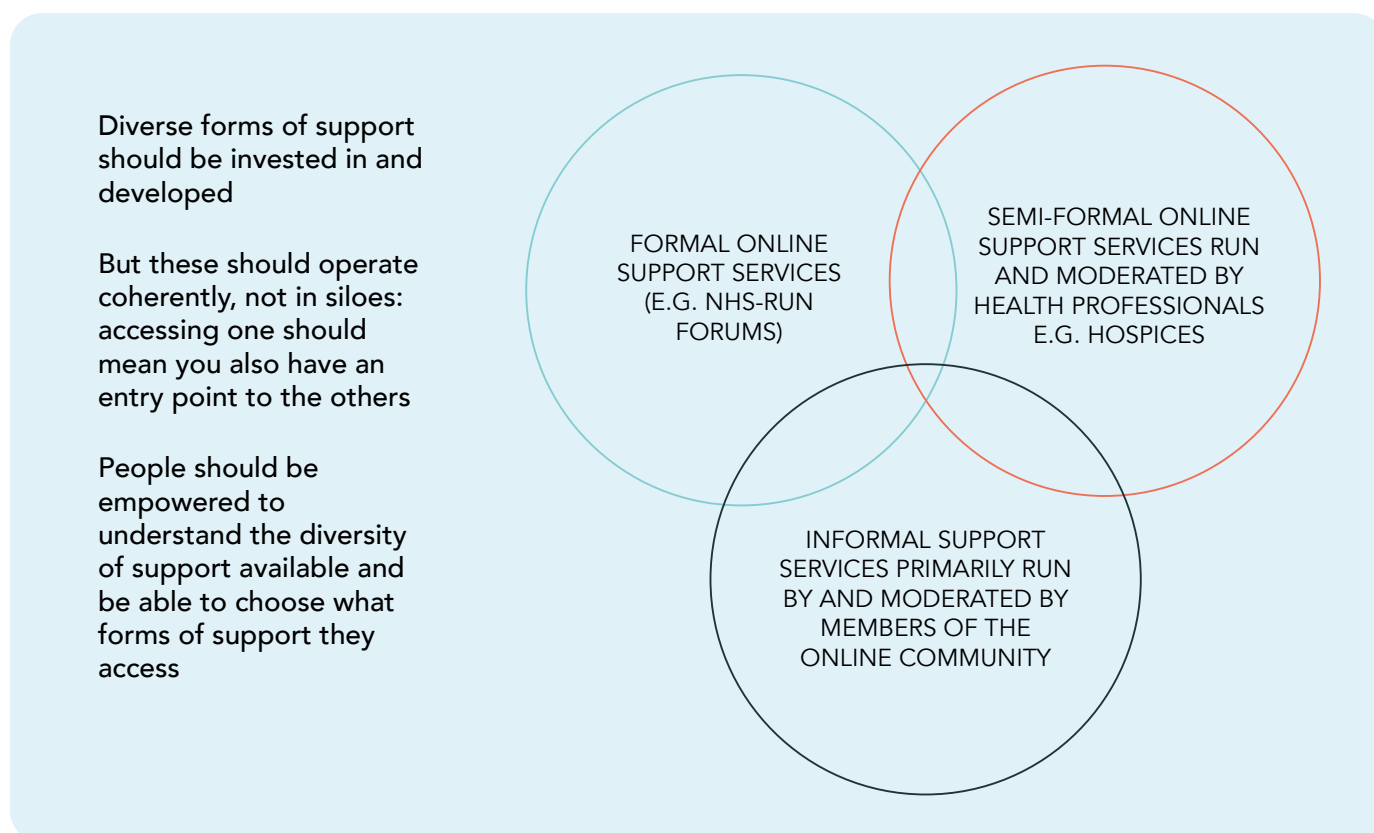 Diverse forms of support
should be invested in and
developed
But these should operate
coherently, not in siloes:
accessing one should
mean you also have an
entry point to the others
People should be
empowered to
understand the diversity
of support available and
be able to choose what
forms of support they
access
FORMAL ONLINE
SUPPORT SERVICES
(E.G. NHS-RUN
FORUMS)
SEMI-FORMAL ONLINE
SUPPORT SERVICES RUN
AND MODERATED BY
HEALTH PROFESSIONALS
E.G. HOSPICES
INFORMAL SUPPORT
SERVICES PRIMARILY RUN
BY AND MODERATED BY
MEMBERS OF THE
ONLINE COMMUNITY